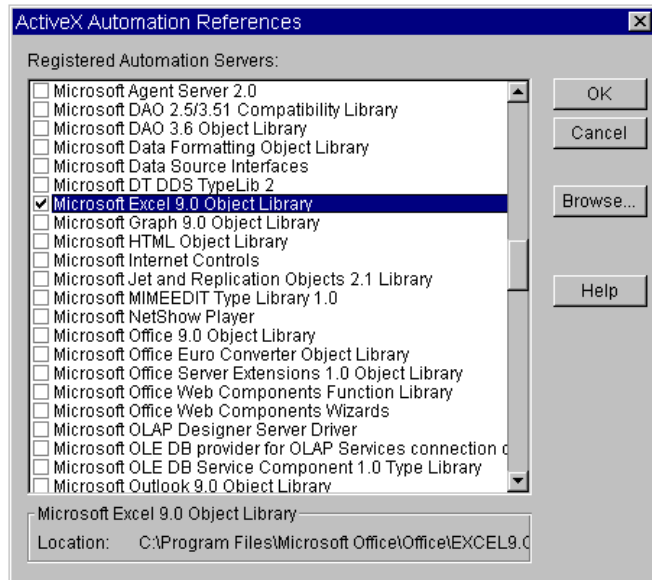 ActiveX Automation References
Registered Automation Servers:
Microsoft Agent Server 2.0
Microsoft DAO 2.5/3.51 Compatibility Library
Microsoft DAO 3.6 Object Library
Microsoft Data Formatting Object Library
Microsoft Data Source Interfaces
Microsoft DT DDS TypeLib 2
Microsoft Excel 9.0 Object Library
Microsoft Graph 9.0 Object Library
Microsoft HTML Object Library
Microsoft Internet Controls
Microsoft Jet and Replication Objects 2.1 Library
Microsoft MIMEEDIT Type Library 1.0
Microsoft NetShow Player
Microsoft Office 9.0 Object Library
Microsoft Office Euro Converter Object Library
Microsoft Office Server Extensions 1.0 Object Library
Microsoft Office Web Components Function Library
Microsoft Office Web Components Wizards
Microsoft OLAP Designer Server Driver
Microsoft OLE DB provider for OLAP Services connection
Microsoft OLE DB Service Component 1.0 Type Library
Microsoft Outlook 9.0 Object Library
OK
Cancel
Browse...
Help
Microsoft Excel 9.0 Object Library
Location: C:\Program Files\Microsoft Office\Office\EXCEL9.O